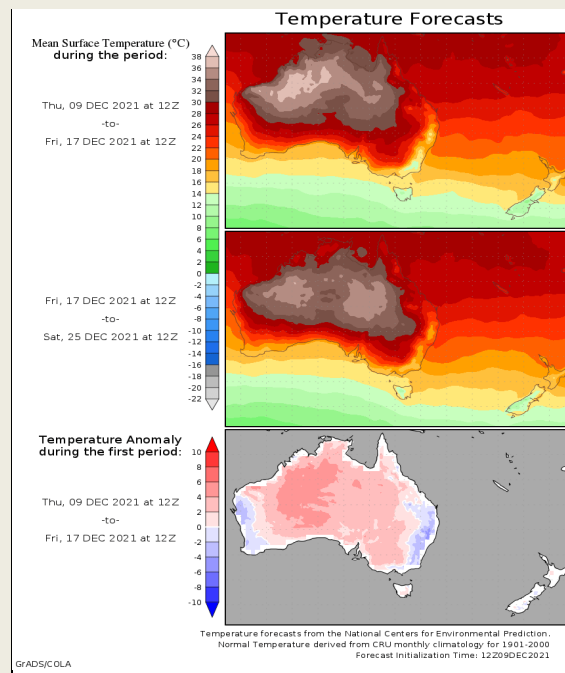 Temperature Forecasts
Mean Surface Temperature (°C)
during the period:
Thu, 09 DEC 2021 at 12Z
-to-
Fri, 17 DEC 2021 at 12Z
38
36
34
32
30
28
26
24
22
20
18
16
14
12
10
8
6
4
2
0
-2
-4
-6
-8
-10
-12
-14
-16
-18
-20
-22
Fri, 17 DEC 2021 at 12Z
-to-
Sat, 25 DEC 2021 at 12Z
Temperature Anomaly
during the first period:
Thu, 09 DEC 2021 at 12Z
-to-
Fri, 17 DEC 2021 at 12Z
10
8
6
4
2
0
-2
-4
-6
-8
-10
Temperature forecasts from the National Centers for Environmental Prediction.
Normal Temperature derived from CRU monthly climatology for 1901-2000
Forecast Initialization Time: 12Z09DEC2021
GrADS/COLA